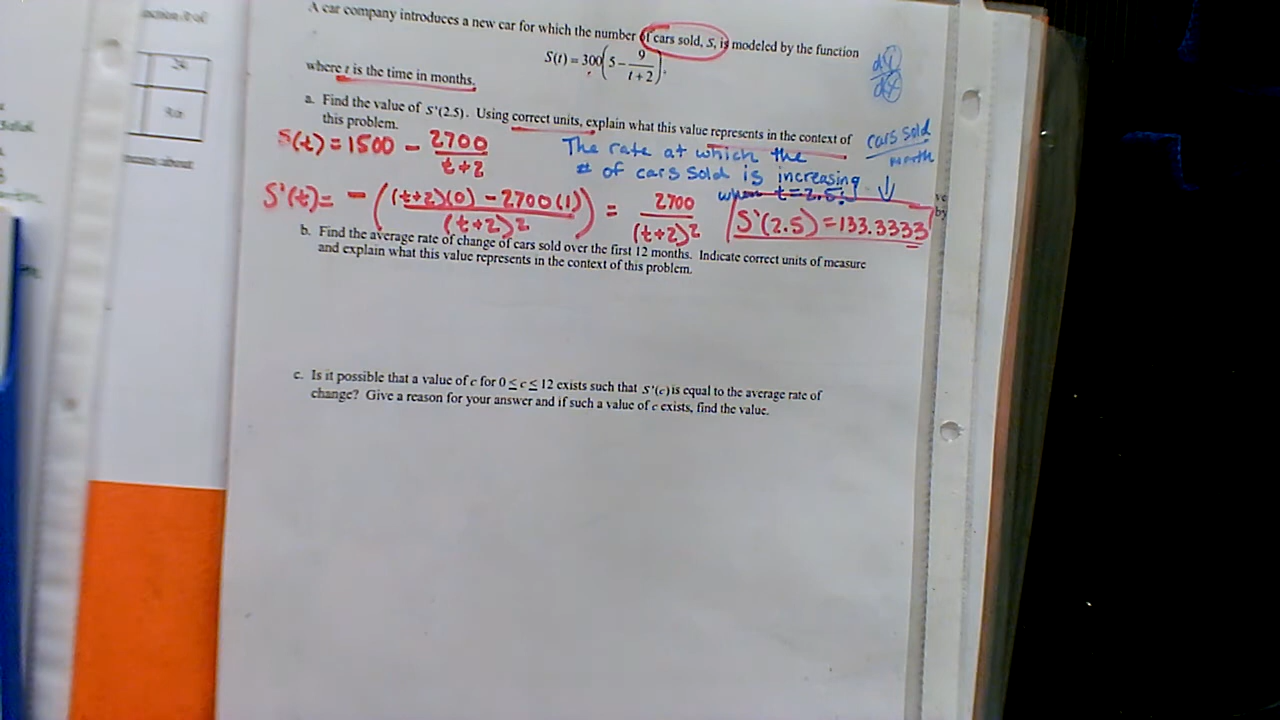 A car company introduces a new car for which the number of cars sold, S, is modeled by the function
S(t) = 300(5 - 9/(t + 2)),
where t is the time in months.
a. Find the value of S'(2.5). Using correct units, explain what this value represents in the context of
this problem.
S(t) = 1500 - 2700/(t+2)
The rate at which the
# of cars sold is increasing
when t=2.5.
cars sold
month
S'(t) = -(((t+2)(0) - 2700(1))/(t+2)²) = 2700/(t+2)²
S'(2.5) = 133.3333
b. Find the average rate of change of cars sold over the first 12 months. Indicate correct units of measure
and explain what this value represents in the context of this problem.
c. Is it possible that a value of c for 0 ≤ c ≤ 12 exists such that S'(c) is equal to the average rate of
change? Give a reason for your answer and if such a value of c exists, find the value.